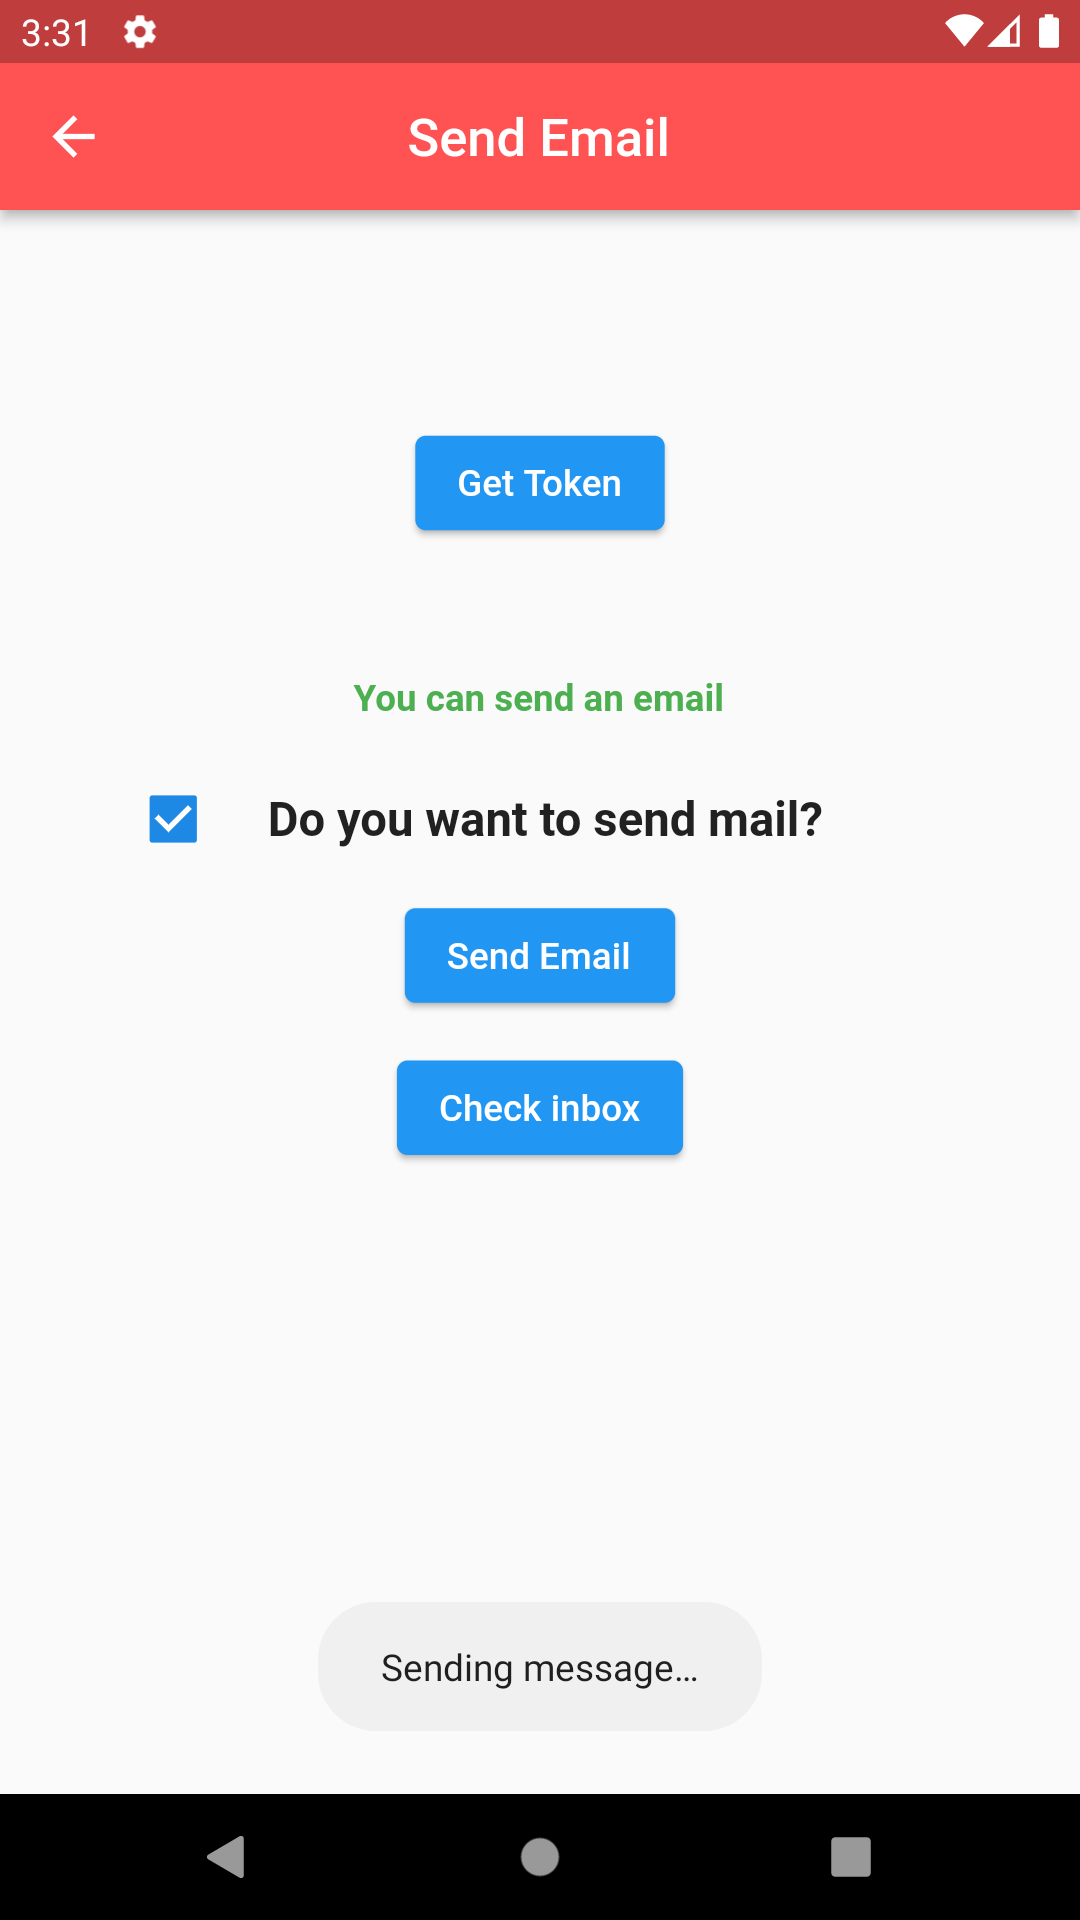 3:31
Send Email
Get Token
You can send an email
Do you want to send mail?
Send Email
Check inbox
Sending message...